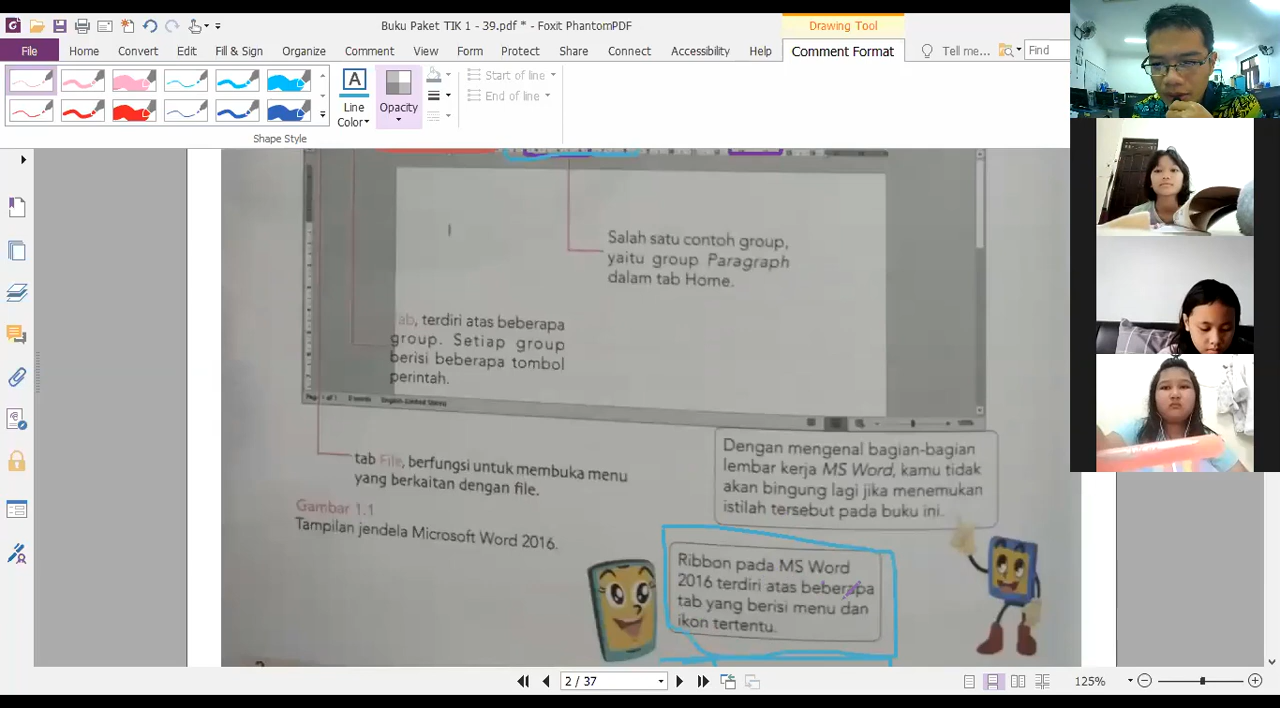 Buku Paket TIK 1 - 39.pdf * - Foxit PhantomPDF
Drawing Tool
File Home Convert Edit Fill & Sign Organize Comment View Form Protect Share Connect Accessibility Help Comment Format Tell me... Find
Line Color
Opacity
Start of line
End of line
Shape Style
Salah satu contoh group,
yaitu group Paragraph
dalam tab Home.
ab, terdiri atas beberapa
group. Setiap group
berisi beberapa tombol
perintah.
English (United States)
tab File, berfungsi untuk membuka menu
yang berkaitan dengan file.
Gambar 1.1
Tampilan jendela Microsoft Word 2016.
Dengan mengenal bagian-bagian
lembar kerja MS Word, kamu tidak
akan bingung lagi jika menemukan
istilah tersebut pada buku ini.
Ribbon pada MS Word
2016 terdiri atas beberapa
tab yang berisi menu dan
ikon tertentu.
2 / 37
125%